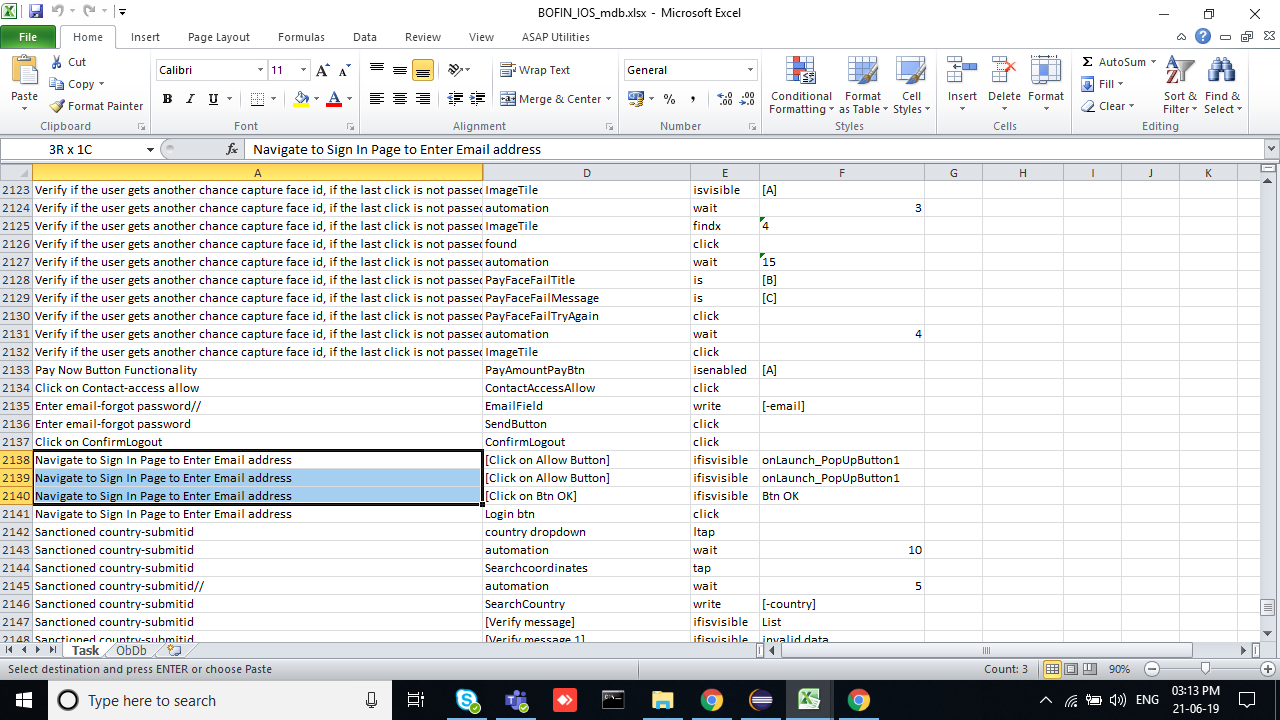 BOFIN_IOS_mdb.xlsx - Microsoft Excel
File Home Insert Page Layout Formulas Data Review View ASAP Utilities
Cut
Copy
Format Painter
Paste
Calibri 11
B I U
A A
Wrap Text
Merge & Center
General
% ,
Conditional Formatting
Format as Table
Cell Styles
Insert Delete Format
AutoSum
Fill
Clear
Sort & Filter
Find & Select
Clipboard Font Alignment Number Styles Cells Editing
3R x 1C fx Navigate to Sign In Page to Enter Email address
A D E F G H I J K
2123 Verify if the user gets another chance capture face id, if the last click is not passed ImageTile isvisible [A]
2124 Verify if the user gets another chance capture face id, if the last click is not passed automation wait 3
2125 Verify if the user gets another chance capture face id, if the last click is not passed ImageTile findx 4
2126 Verify if the user gets another chance capture face id, if the last click is not passed found click
2127 Verify if the user gets another chance capture face id, if the last click is not passed automation wait 15
2128 Verify if the user gets another chance capture face id, if the last click is not passed PayFaceFailTitle is [B]
2129 Verify if the user gets another chance capture face id, if the last click is not passed PayFaceFailMessage is [C]
2130 Verify if the user gets another chance capture face id, if the last click is not passed PayFaceFailTryAgain click
2131 Verify if the user gets another chance capture face id, if the last click is not passed automation wait 4
2132 Verify if the user gets another chance capture face id, if the last click is not passed ImageTile click
2133 Pay Now Button Functionality PayAmountPayBtn isenabled [A]
2134 Click on Contact-access allow ContactAccessAllow click
2135 Enter email-forgot password// EmailField write [-email]
2136 Enter email-forgot password SendButton click
2137 Click on ConfirmLogout ConfirmLogout click
2138 Navigate to Sign In Page to Enter Email address [Click on Allow Button] ifisvisible onLaunch_PopUpButton1
2139 Navigate to Sign In Page to Enter Email address [Click on Allow Button] ifisvisible onLaunch_PopUpButton1
2140 Navigate to Sign In Page to Enter Email address [Click on Btn OK] ifisvisible Btn OK
2141 Navigate to Sign In Page to Enter Email address Login btn click
2142 Sanctioned country-submitid country dropdown ltap
2143 Sanctioned country-submitid automation wait 10
2144 Sanctioned country-submitid Searchcoordinates tap
2145 Sanctioned country-submitid// automation wait 5
2146 Sanctioned country-submitid SearchCountry write [-country]
2147 Sanctioned country-submitid [Verify message] ifisvisible List
2148 Sanctioned country-submitid [Verify message 1] ifisvisible invalid data
Task ObDb
Select destination and press ENTER or choose Paste Count: 3 90%
Type here to search ENG 03:13 PM
21-06-19